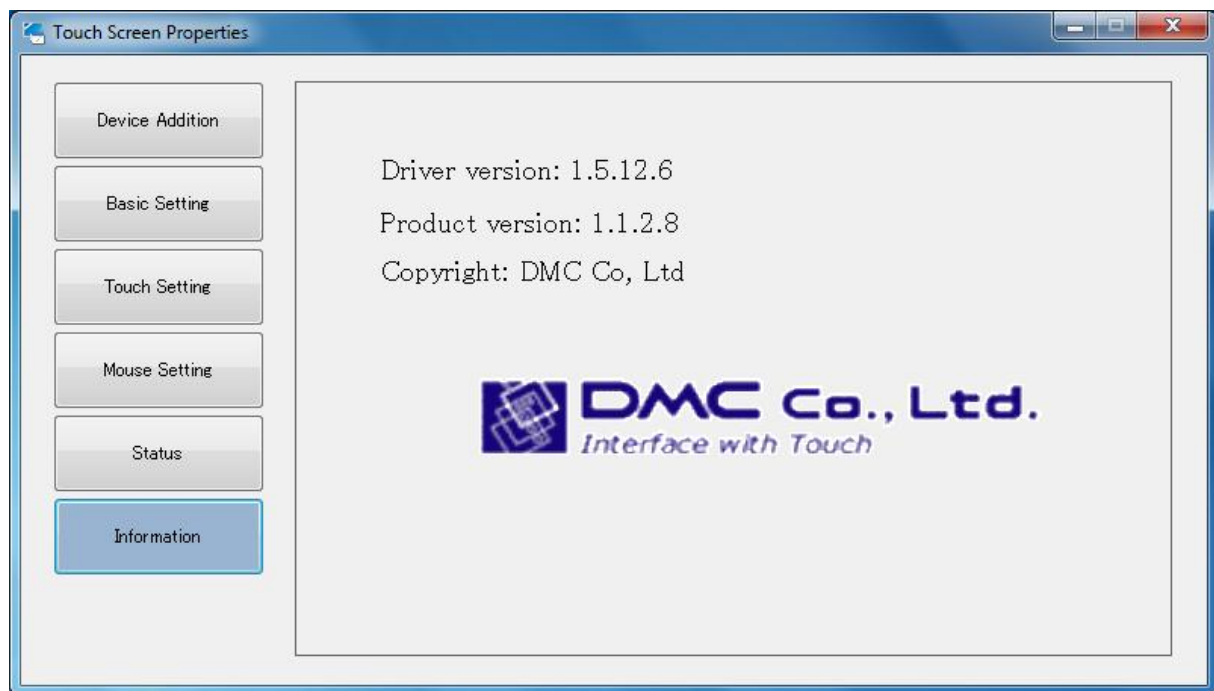 Touch Screen Properties
Device Addition
Basic Setting
Touch Setting
Mouse Setting
Status
Information
Driver version: 1.5.12.6
Product version: 1.1.2.8
Copyright: DMC Co, Ltd
DMC Co., Ltd.
Interface with Touch